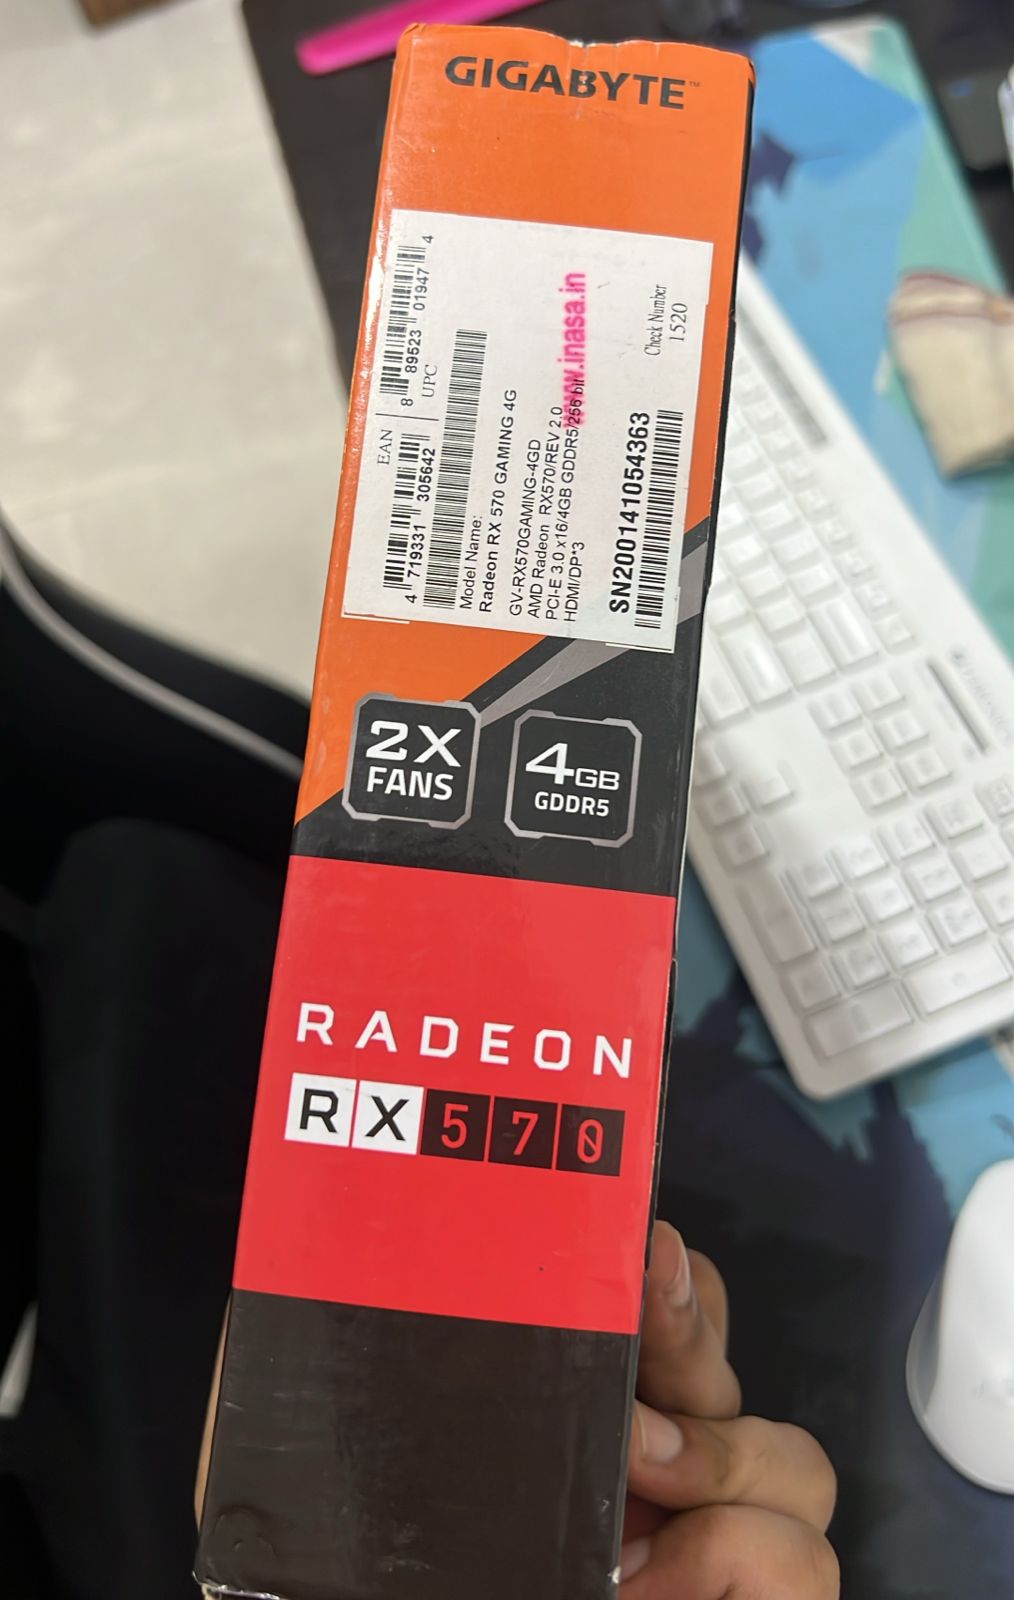 GIGABYTE™
EAN
4 719331 305642
8 89523 01947 4
UPC
Model Name:
Radeon RX 570 GAMING 4G
GV-RX570GAMING-4GD
AMD Radeon RX570/REV 2.0
PCI-E 3.0 x16/4GB GDDR5/256 bit
HDMI/DP*3
www.inasa.in
SN200141054363
Check Number
1520
2X
FANS
4GB
GDDR5
RADEON
RX 570